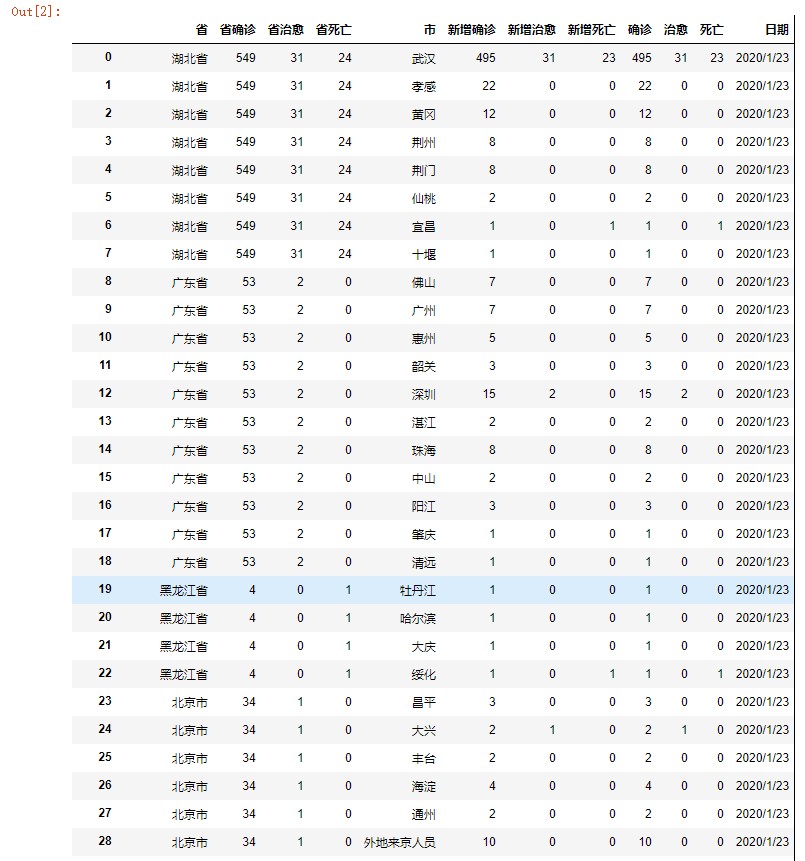 Out[2]:
省 省确诊 省治愈 省死亡 市 新增确诊 新增治愈 新增死亡 确诊 治愈 死亡 日期
0 湖北省 549 31 24 武汉 495 31 23 495 31 23 2020/1/23
1 湖北省 549 31 24 孝感 22 0 0 22 0 0 2020/1/23
2 湖北省 549 31 24 黄冈 12 0 0 12 0 0 2020/1/23
3 湖北省 549 31 24 荆州 8 0 0 8 0 0 2020/1/23
4 湖北省 549 31 24 荆门 8 0 0 8 0 0 2020/1/23
5 湖北省 549 31 24 仙桃 2 0 0 2 0 0 2020/1/23
6 湖北省 549 31 24 宜昌 1 0 1 1 0 1 2020/1/23
7 湖北省 549 31 24 十堰 1 0 0 1 0 0 2020/1/23
8 广东省 53 2 0 佛山 7 0 0 7 0 0 2020/1/23
9 广东省 53 2 0 广州 7 0 0 7 0 0 2020/1/23
10 广东省 53 2 0 惠州 5 0 0 5 0 0 2020/1/23
11 广东省 53 2 0 韶关 3 0 0 3 0 0 2020/1/23
12 广东省 53 2 0 深圳 15 2 0 15 2 0 2020/1/23
13 广东省 53 2 0 湛江 2 0 0 2 0 0 2020/1/23
14 广东省 53 2 0 珠海 8 0 0 8 0 0 2020/1/23
15 广东省 53 2 0 中山 2 0 0 2 0 0 2020/1/23
16 广东省 53 2 0 阳江 3 0 0 3 0 0 2020/1/23
17 广东省 53 2 0 肇庆 1 0 0 1 0 0 2020/1/23
18 广东省 53 2 0 清远 1 0 0 1 0 0 2020/1/23
19 黑龙江省 4 0 1 牡丹江 1 0 0 1 0 0 2020/1/23
20 黑龙江省 4 0 1 哈尔滨 1 0 0 1 0 0 2020/1/23
21 黑龙江省 4 0 1 大庆 1 0 0 1 0 0 2020/1/23
22 黑龙江省 4 0 1 绥化 1 0 1 1 0 1 2020/1/23
23 北京市 34 1 0 昌平 3 0 0 3 0 0 2020/1/23
24 北京市 34 1 0 大兴 2 1 0 2 1 0 2020/1/23
25 北京市 34 1 0 丰台 2 0 0 2 0 0 2020/1/23
26 北京市 34 1 0 海淀 4 0 0 4 0 0 2020/1/23
27 北京市 34 1 0 通州 2 0 0 2 0 0 2020/1/23
28 北京市 34 1 0 外地来京人员 10 0 0 10 0 0 2020/1/23